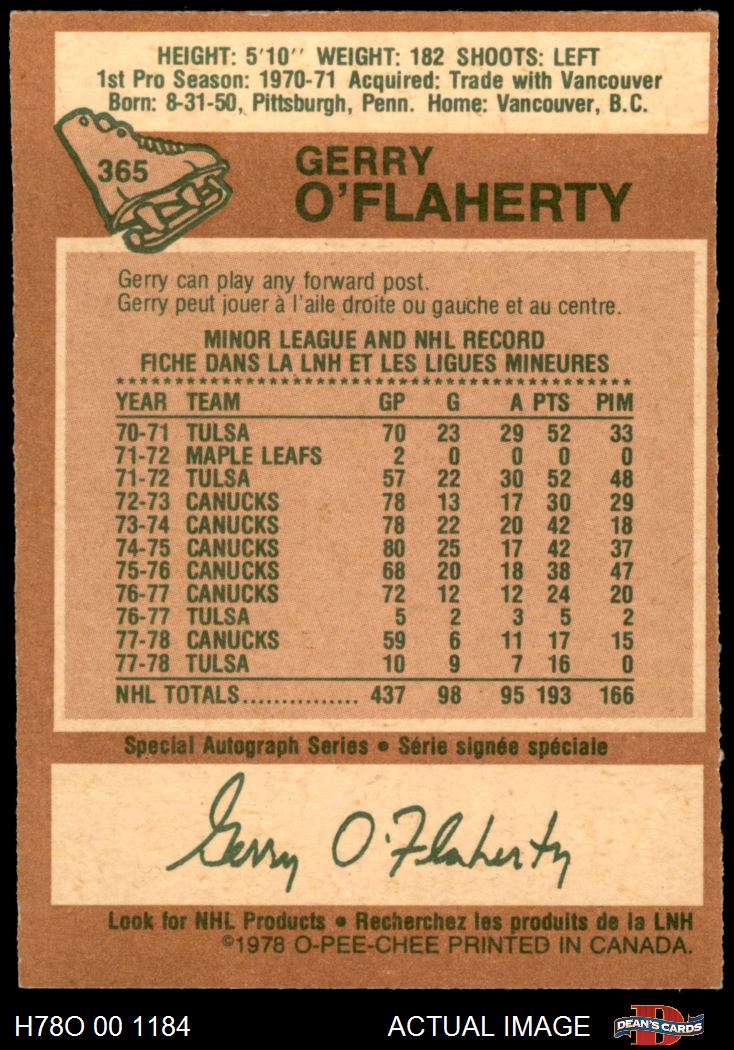 HEIGHT: 5'10'' WEIGHT: 182 SHOOTS: LEFT
1st Pro Season: 1970-71 Acquired: Trade with Vancouver
Born: 8-31-50, Pittsburgh, Penn. Home: Vancouver, B.C.
365
GERRY
O'FLAHERTY
Gerry can play any forward post.
Gerry peut jouer à l'aile droite ou gauche et au centre.
MINOR LEAGUE AND NHL RECORD
FICHE DANS LA LNH ET LES LIGUES MINEURES
YEAR TEAM GP G A PTS PIM
70-71 TULSA 70 23 29 52 33
71-72 MAPLE LEAFS 2 0 0 0 0
71-72 TULSA 57 22 30 52 48
72-73 CANUCKS 78 13 17 30 29
73-74 CANUCKS 78 22 20 42 18
74-75 CANUCKS 80 25 17 42 37
75-76 CANUCKS 68 20 18 38 47
76-77 CANUCKS 72 12 12 24 20
76-77 TULSA 5 2 3 5 2
77-78 CANUCKS 59 6 11 17 15
77-78 TULSA 10 9 7 16 0
NHL TOTALS............... 437 98 95 193 166
Special Autograph Series • Série signée spéciale
Gerry O'Flaherty
Look for NHL Products • Recherchez les produits de la LNH
©1978 O-PEE-CHEE PRINTED IN CANADA.
H78O 00 1184 ACTUAL IMAGE D DEAN'S CARDS